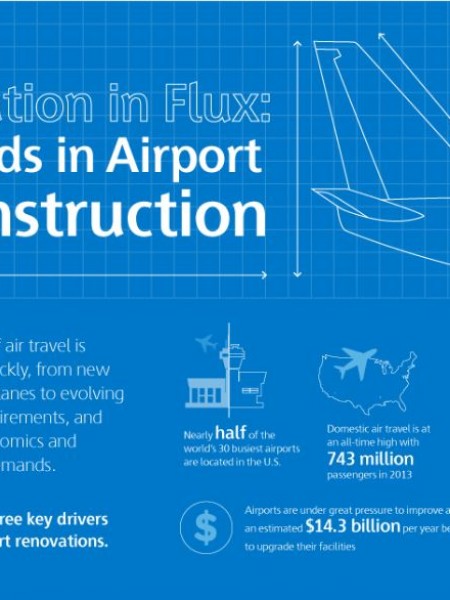 ation in Flux:
ds in Airport
nstruction
f air travel is
ckly, from new
lanes to evolving
irements, and
nomics and
emands.
ree key drivers
rt renovations.
Nearly half of the
world's 30 busiest airports
are located in the U.S.
Domestic air travel is at
an all-time high with
743 million
passengers in 2013
$
Airports are under great pressure to improve a
an estimated $14.3 billion per year be
to upgrade their facilities